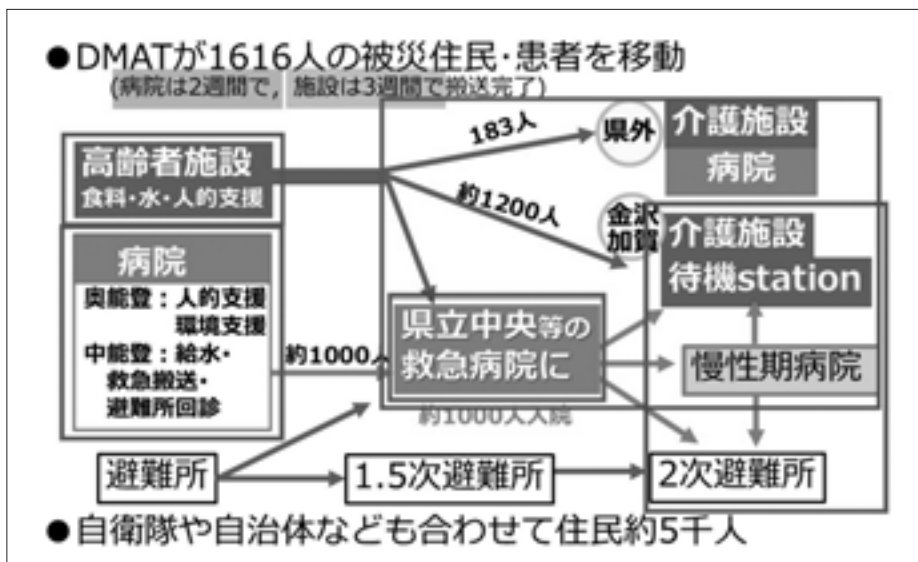 ●DMATが1616人の被災住民・患者を移動
(病院は2週間で, 施設は3週間で搬送完了)
高齢者施設
食料・水・人的支援
183人
県外
介護施設
病院
約1200人
金沢
加賀
介護施設
待機station
病院
奥能登：人的支援
環境支援
中能登：給水・
救急搬送・
避難所回診
約1000人
県立中央等の
救急病院に
慢性期病院
約1000人入院
避難所
1.5次避難所
2次避難所
●自衛隊や自治体なども合わせて住民約5千人